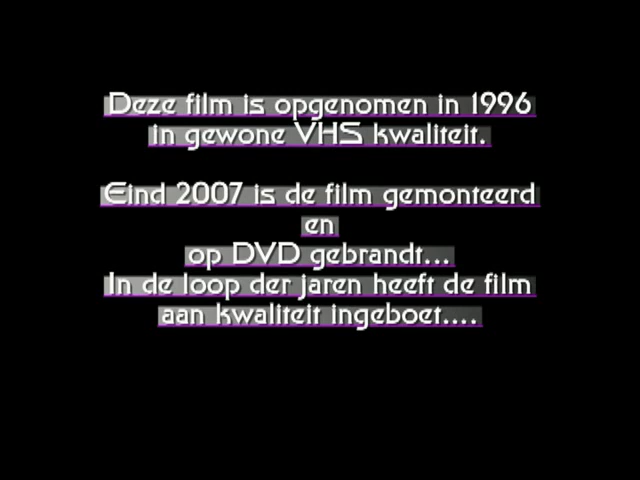 Deze film is opgenomen in 1996
in gewone VHS kwaliteit.
Eind 2007 is de film gemonteerd
en
op DVD gebrandt...
In de loop der jaren heeft de film
aan kwaliteit ingeboet....